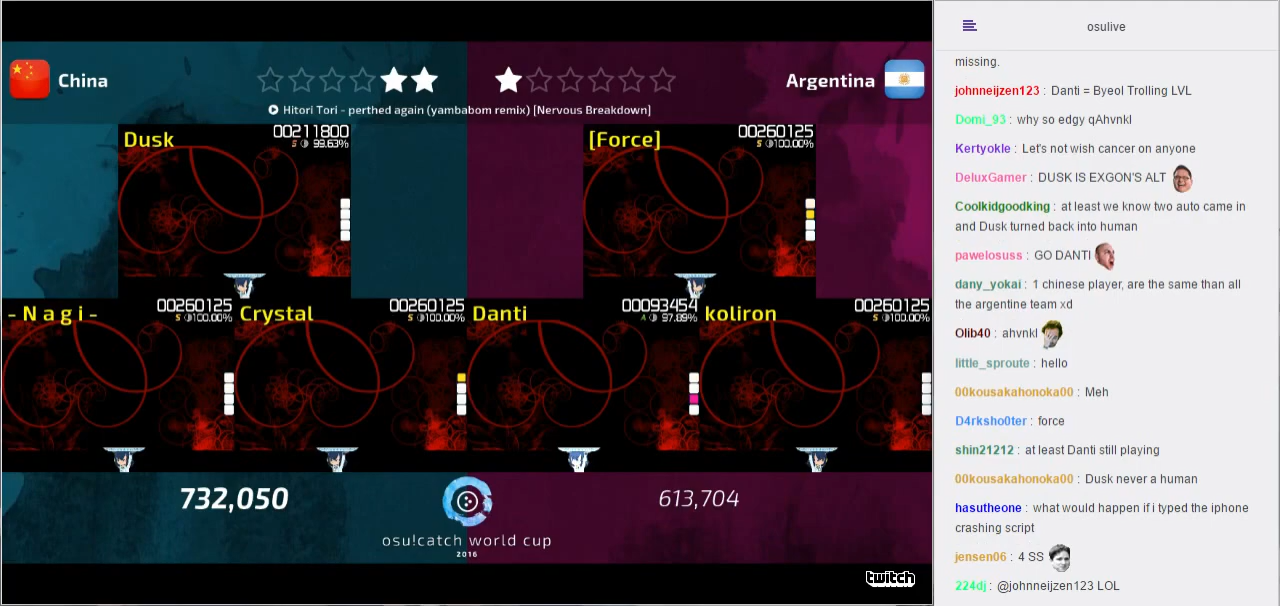 China
Argentina
Hitori Tori - perthed again (yambabom remix) [Nervous Breakdown]
Dusk
00211800
S 99.63%
[Force]
00260125
S 100.00%
- N a g i -
00260125
S 100.00%
Crystal
00260125
S 100.00%
Danti
00093454
A 97.89%
koliron
00260125
S 100.00%
732,050
613,704
osu!catch world cup
2016
twitch
osulive
missing.
johnneijzen123 : Danti = Byeol Trolling LVL
Domi_93 : why so edgy qAhvnkl
Kertyokle : Let's not wish cancer on anyone
DeluxGamer : DUSK IS EXGON'S ALT
Coolkidgoodking : at least we know two auto came in
and Dusk turned back into human
pawelosuss : GO DANTI
dany_yokai : 1 chinese player, are the same than all
the argentine team xd
Olib40 : ahvnkl
little_sproute : hello
00kousakahonoka00 : Meh
D4rksho0ter : force
shin21212 : at least Danti still playing
00kousakahonoka00 : Dusk never a human
hasutheone : what would happen if i typed the iphone
crashing script
jensen06 : 4 SS
224dj : @johnneijzen123 LOL